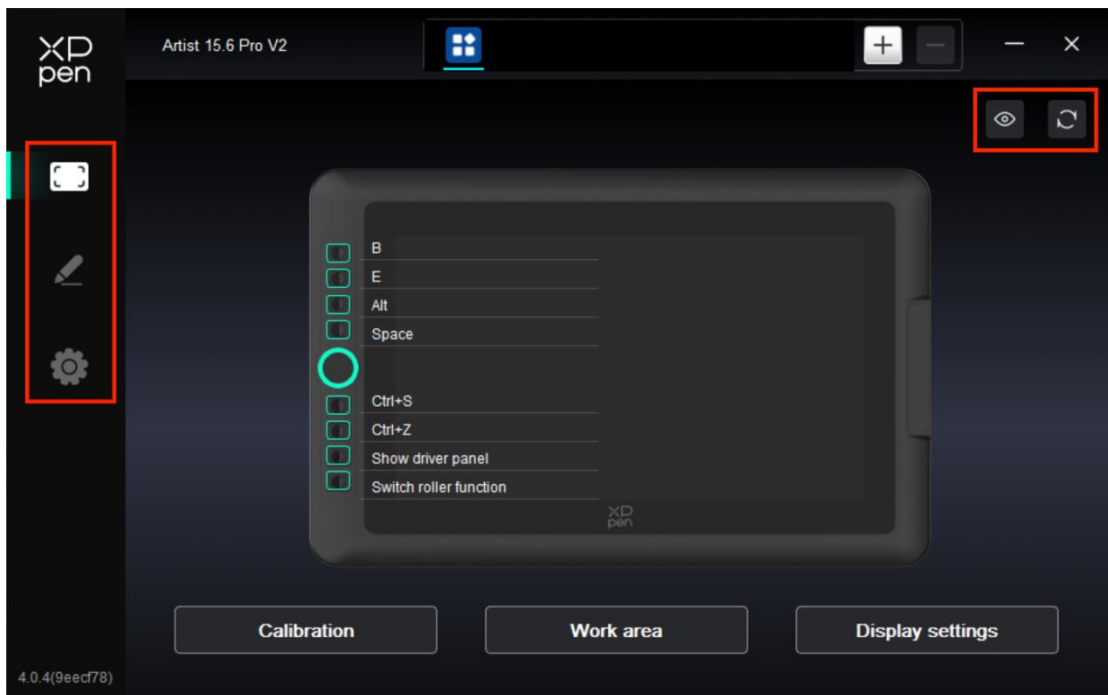 XP
pen
Artist 15.6 Pro V2
B
E
Alt
Space
Ctrl+S
Ctrl+Z
Show driver panel
Switch roller function
XP
pen
Calibration
Work area
Display settings
4.0.4(9eecf78)